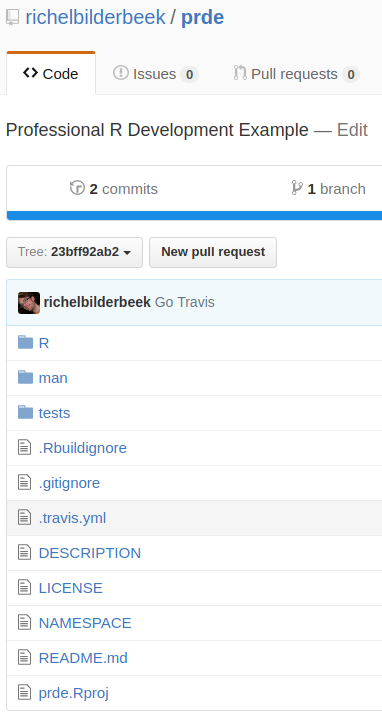 richelbilderbeek / prde
Code Issues 0 Pull requests 0
Professional R Development Example — Edit
2 commits 1 branch
Tree: 23bff92ab2 New pull request
richelbilderbeek Go Travis
R
man
tests
.Rbuildignore
.gitignore
.travis.yml
DESCRIPTION
LICENSE
NAMESPACE
README.md
prde.Rproj